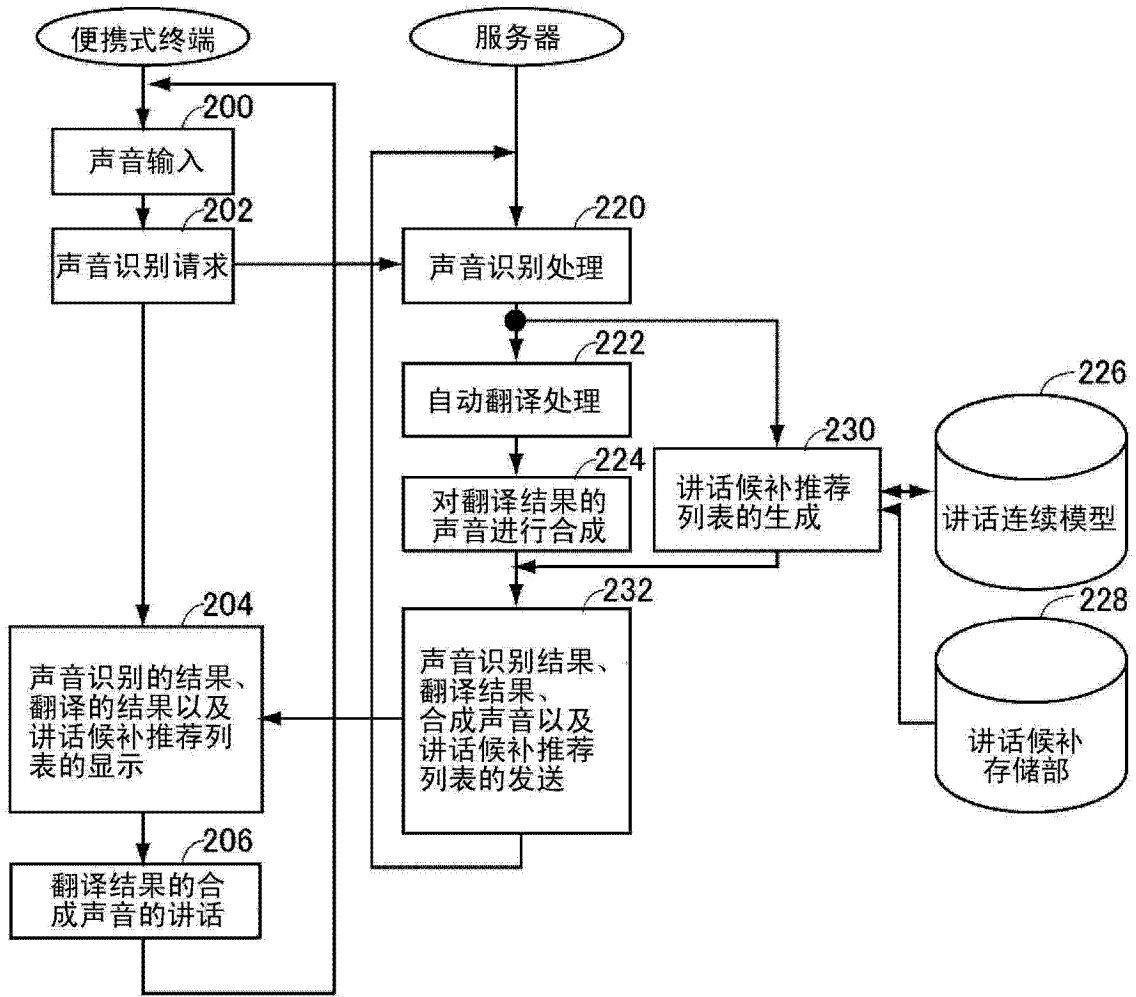 便携式终端
服务器
200
声音输入
202
声音识别请求
220
声音识别处理
222
自动翻译处理
224
对翻译结果的
声音进行合成
230
讲话候补推荐
列表的生成
226
讲话连续模型
228
讲话候补
存储部
232
声音识别结果、
翻译结果、
合成声音以及
讲话候补推荐
列表的发送
204
声音识别的结果、
翻译的结果以及
讲话候补推荐列
表的显示
206
翻译结果的合
成声音的讲话